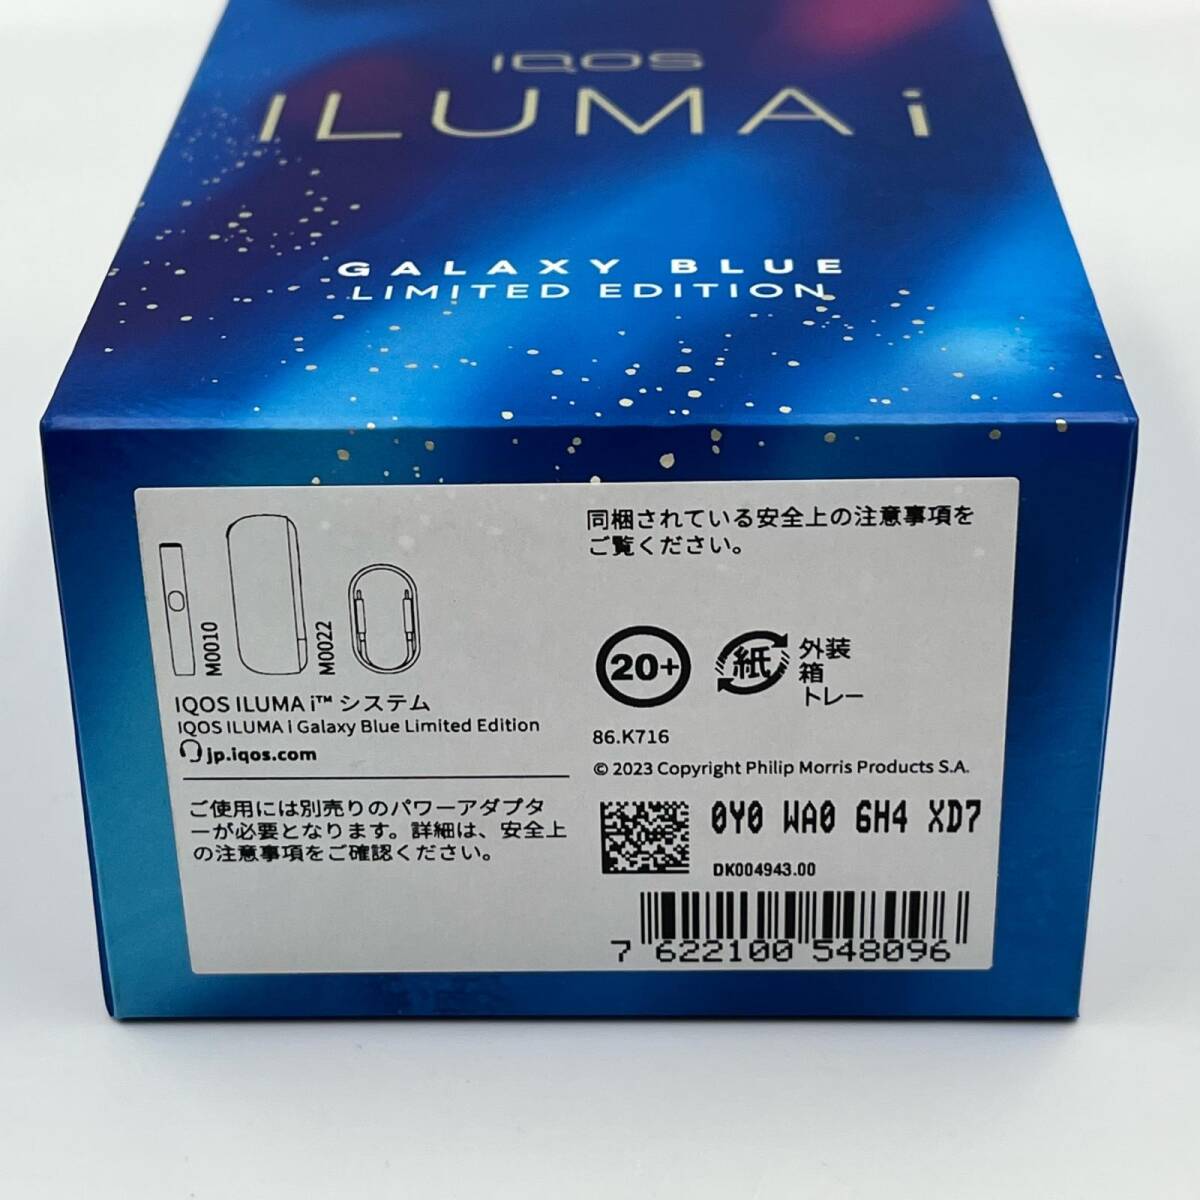 IQOS
ILUMA i
GALAXY BLUE
LIMITED EDITION
M0010
M0022
IQOS ILUMA i™ システム
IQOS ILUMA i Galaxy Blue Limited Edition
jp.iqos.com
ご使用には別売りのパワーアダプタ
ーが必要となります。詳細は、安全上
の注意事項をご確認ください。
同梱されている安全上の注意事項を
ご覧ください。
20+
紙
外装
箱
トレー
86.K716
© 2023 Copyright Philip Morris Products S.A.
0Y0 WA0 6H4 XD7
DK004943.00
7 622100 548096